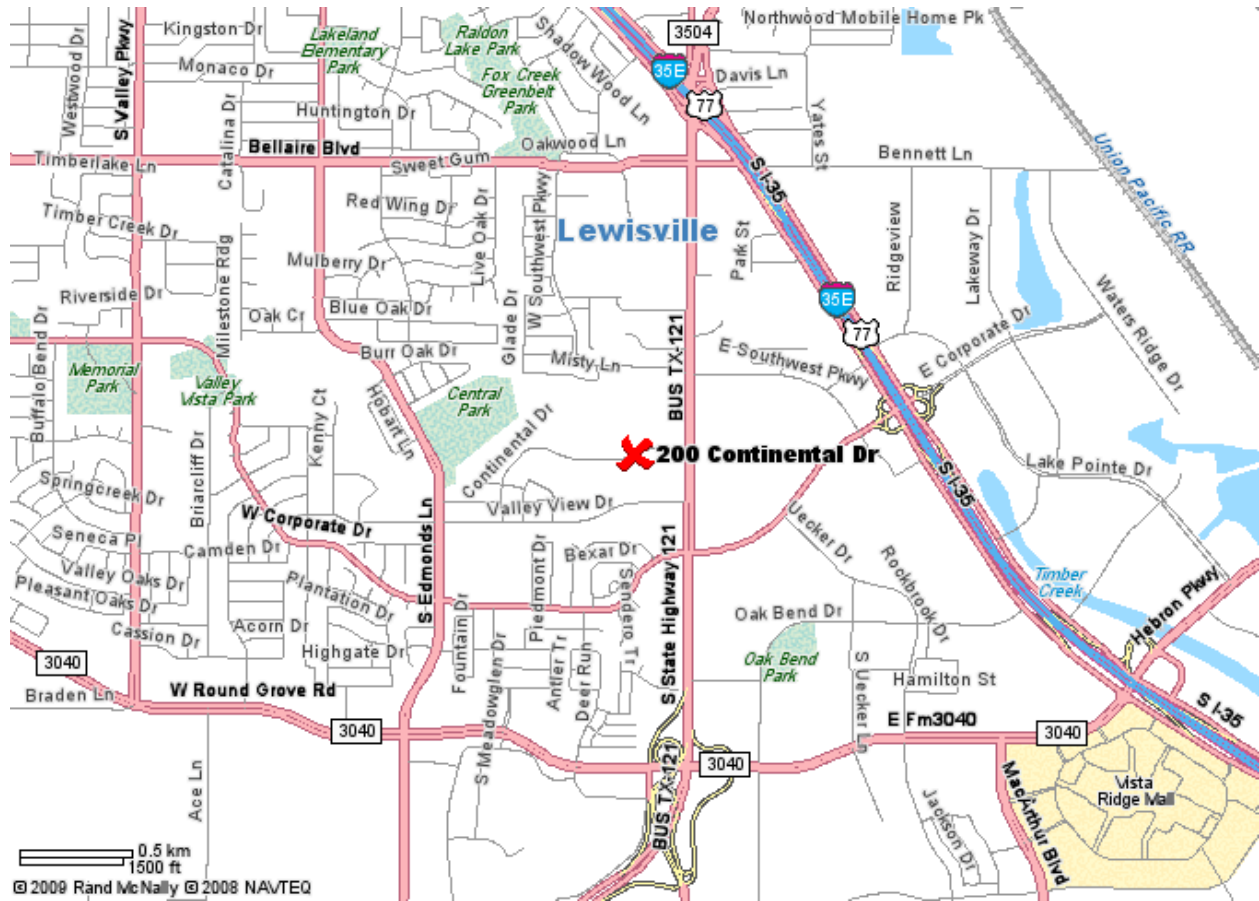 Kingston Dr
Lakeland
Elementary
Park
Raldon
Lake Park
3504
Northwood Mobile Home Pk
Westwood Dr
S Valley Pkwy
Monaco Dr
Fox Creek
Greenbelt
Park
Shadow Wood Ln
35E
Davis Ln
77
Catalina Dr
Huntington Dr
Yates St
Union Pacific RR
Timberlake Ln
Bellaire Blvd
Sweet Gum
Oakwood Ln
S I-35
Bennett Ln
Timber Creek Dr
Red Wing Dr
Live Oak Dr
W Southwest Pkwy
Lewisville
Park St
Ridgeview
Lakeway Dr
Milestone Rdg
Mulberry Dr
Riverside Dr
Blue Oak Dr
Oak Cr
Glade Dr
35E
77
Waters Ridge Dr
Buffalo Bend Dr
Burr Oak Dr
Misty Ln
BUS TX-121
E Southwest Pkwy
E Corporate Dr
Memorial
Park
Valley
Vista Park
Kenny Ct
Hobart Ln
Central
Park
Continental Dr
200 Continental Dr
Lake Pointe Dr
Springcreek Dr
Briarcliff Dr
S I-35
Valley View Dr
W Corporate Dr
S Edmonds Ln
Uecker Dr
Seneca Pl
Camden Dr
Valley Oaks Dr
Pleasant Oaks Dr
Plantation Dr
Piedmont Dr
Bexar Dr
Sendero Tr
S State Highway 121
Rockbrook Dr
Timber
Creek
Hebron Pkwy
Cassion Dr
Acorn Dr
Highgate Dr
Fountain Dr
Oak Bend Dr
3040
Oak Bend
Park
S Uecker Ln
Hamilton St
Braden Ln
W Round Grove Rd
S Meadowglen Dr
Antler Tr
Deer Run
S I-35
3040
E Fm3040
3040
3040
Ace Ln
BUS TX-121
MacArthur Blvd
Vista
Ridge Mall
Jackson Dr
0.5 km
1500 ft
© 2009 Rand McNally © 2008 NAVTEQ